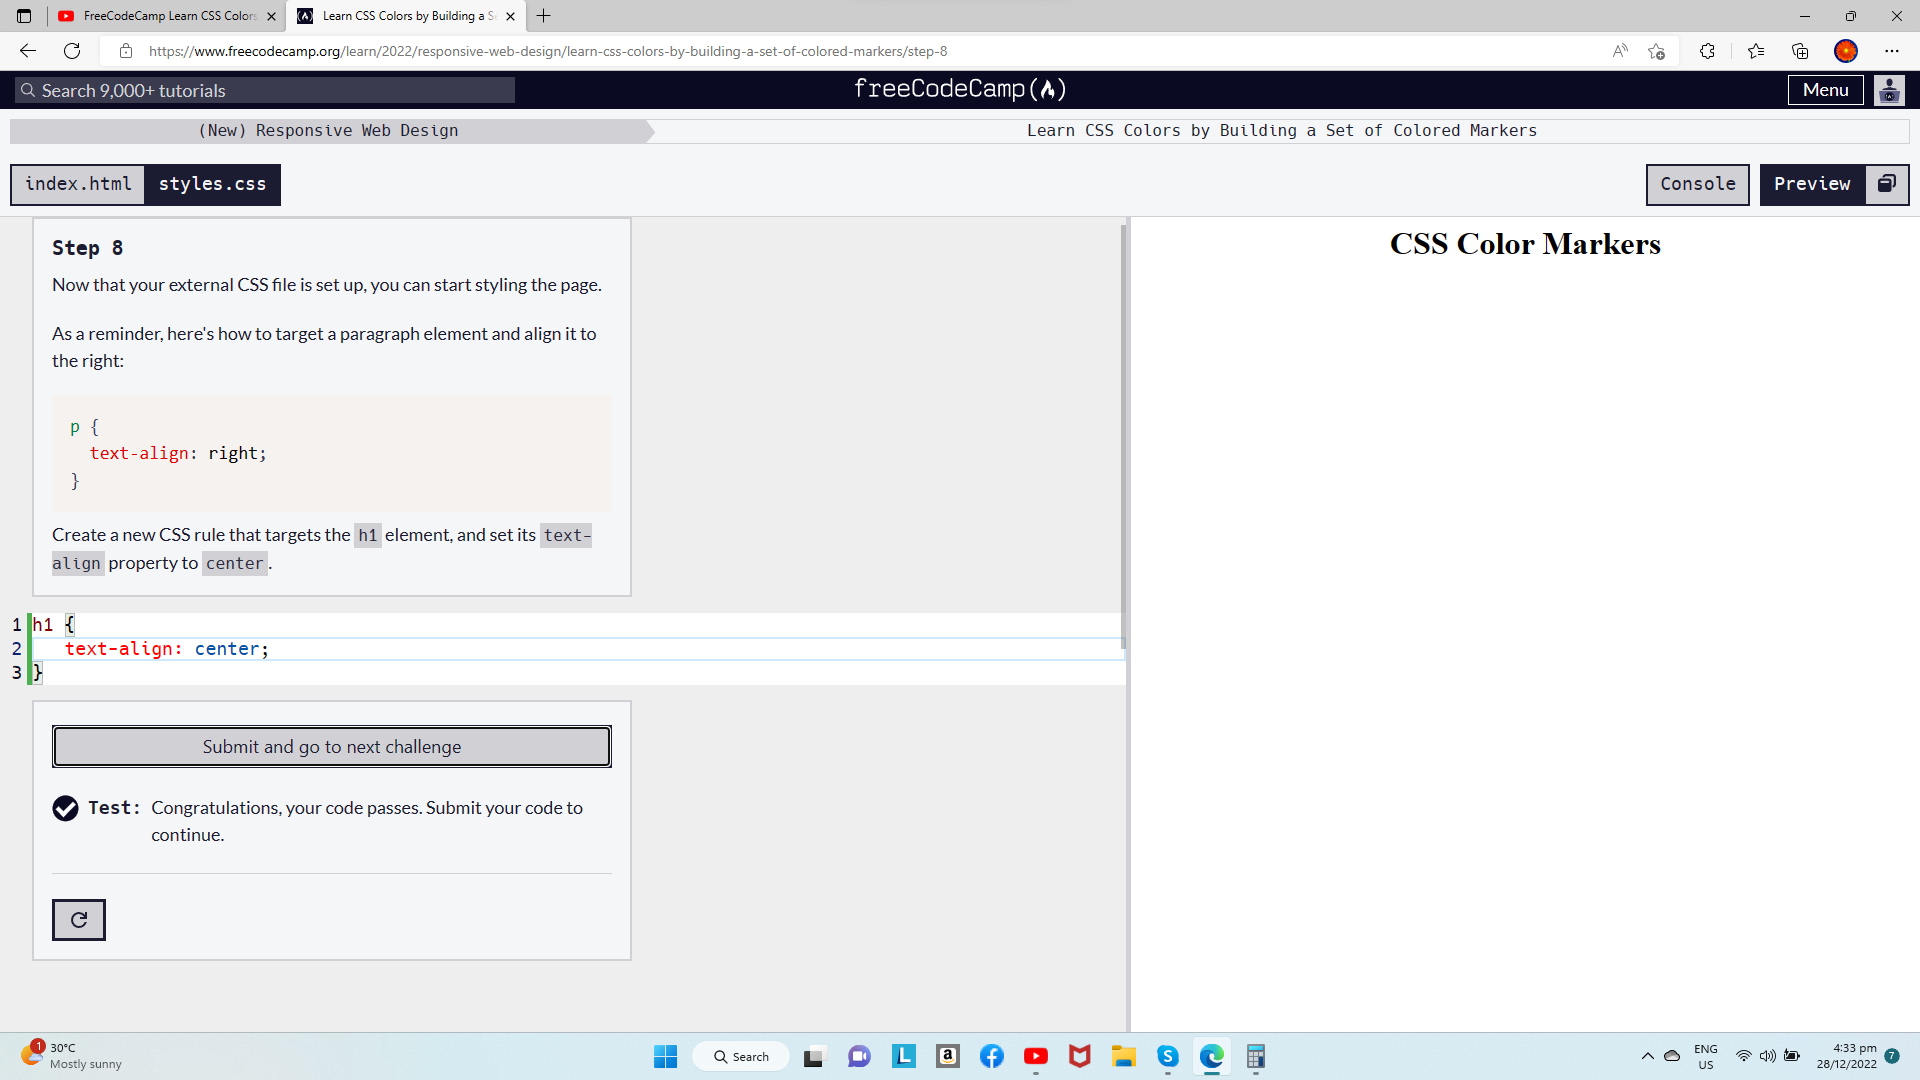 FreeCodeCamp Learn CSS Colors
Learn CSS Colors by Building a Se
https://www.freecodecamp.org/learn/2022/responsive-web-design/learn-css-colors-by-building-a-set-of-colored-markers/step-8
Search 9,000+ tutorials
freeCodeCamp
Menu
(New) Responsive Web Design
Learn CSS Colors by Building a Set of Colored Markers
index.html
styles.css
Console
Preview
Step 8
Now that your external CSS file is set up, you can start styling the page.
As a reminder, here's how to target a paragraph element and align it to
the right:
p {
text-align: right;
}
Create a new CSS rule that targets the h1 element, and set its text-
align property to center.
1 h1 {
2 text-align: center;
3 }
Submit and go to next challenge
Test: Congratulations, your code passes. Submit your code to
continue.
CSS Color Markers
1
30°C
Mostly sunny
Search
ENG
US
4:33 pm
28/12/2022
7